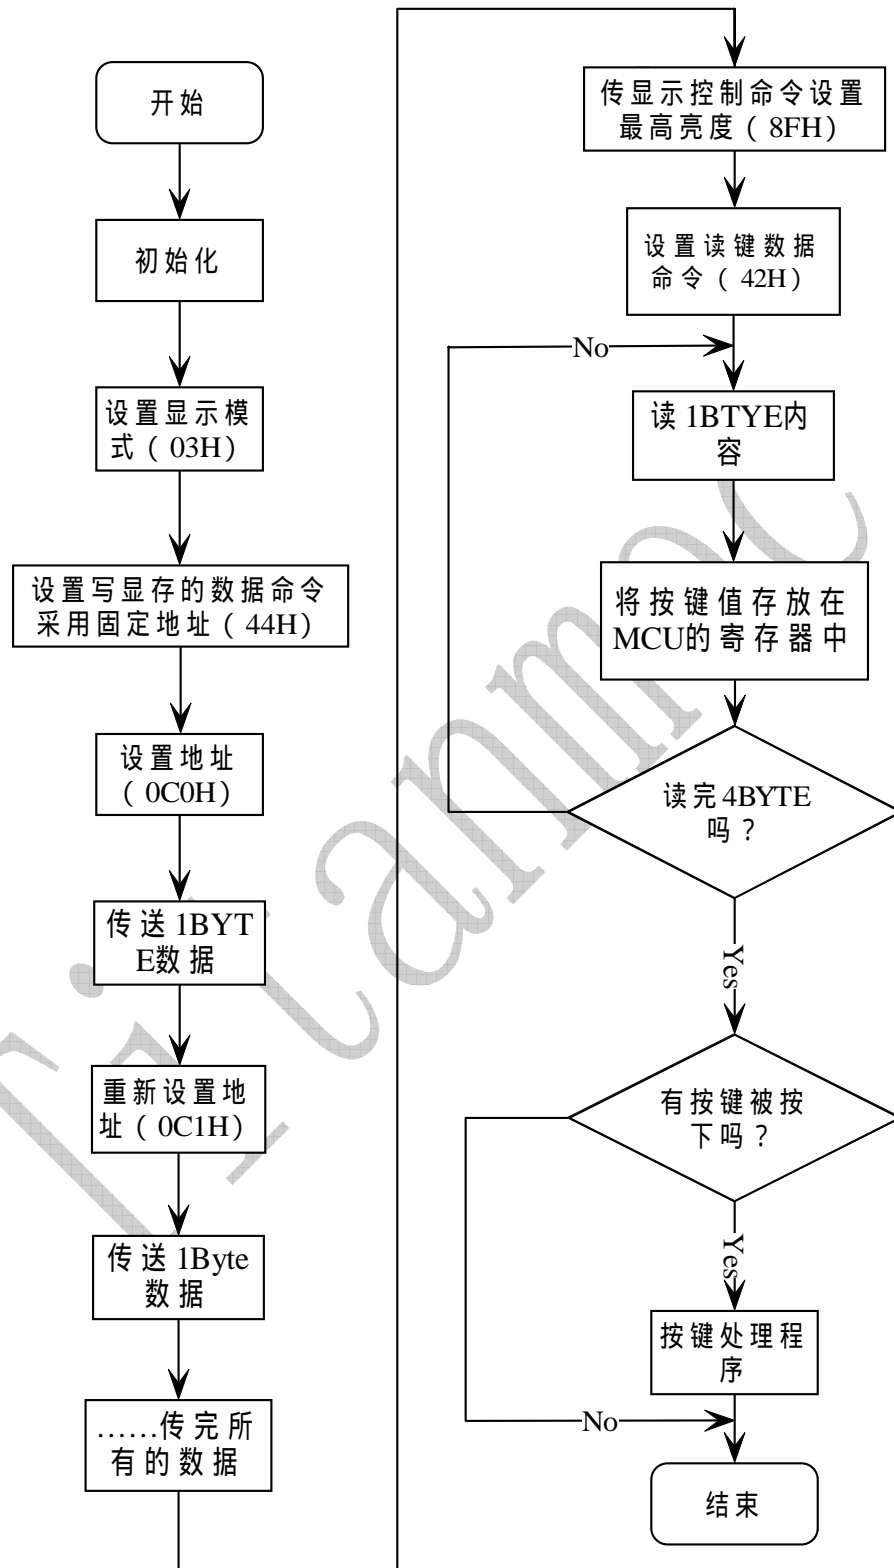 开始
初始化
设置显示模
式（03H）
设置写显存的数据命令
采用固定地址（44H）
设置地址
（0C0H）
传送1BYT
E数据
重新设置地
址（0C1H）
传送1Byte
数据
……传完所
有的数据
传显示控制命令设置
最高亮度（8FH）
设置读键数据
命令（42H）
No
读1BTYE内
容
将按键值存放在
MCU的寄存器中
读完4BYTE
吗？
Yes
有按键被按
下吗？
Yes
按键处理程
序
No
结束
Titanmec